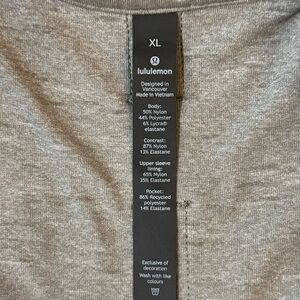 XL
lululemon
Designed in
Vancouver
Made in Vietnam
Body:
50% Nylon
44% Polyester
6% Lycra®
elastane
Contrast:
87% Nylon
13% Elastane
Upper sleeve
lining:
65% Nylon
35% Elastane
Pocket:
86% Recycled
polyester
14% Elastane
Exclusive of
decoration
Wash with like
colours